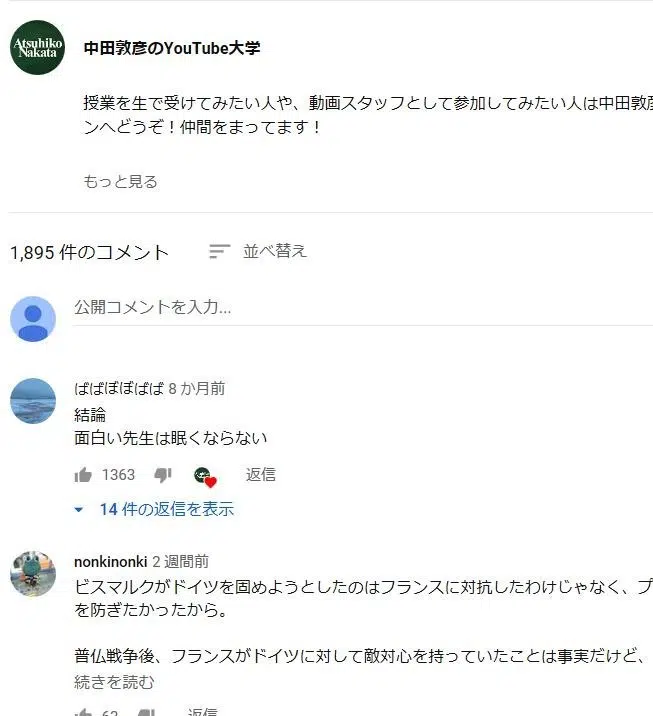 Atsuhiko
Nakata
中田敦彦のYouTube大学
授業を生で受けてみたい人や、動画スタッフとして参加してみたい人は中田敦彦
ンへどうぞ！仲間をまってます！
もっと見る
1,895 件のコメント
並べ替え
公開コメントを入力...
ばばぼぼばば 8 か月前
結論
面白い先生は眠くならない
1363
返信
14 件の返信を表示
nonkinonki 2 週間前
ビスマルクがドイツを固めようとしたのはフランスに対抗したわけじゃなく、プ
を防ぎたかったから。
普仏戦争後、フランスがドイツに対して敵対心を持っていたことは事実だけど、
続きを読む
63
返信